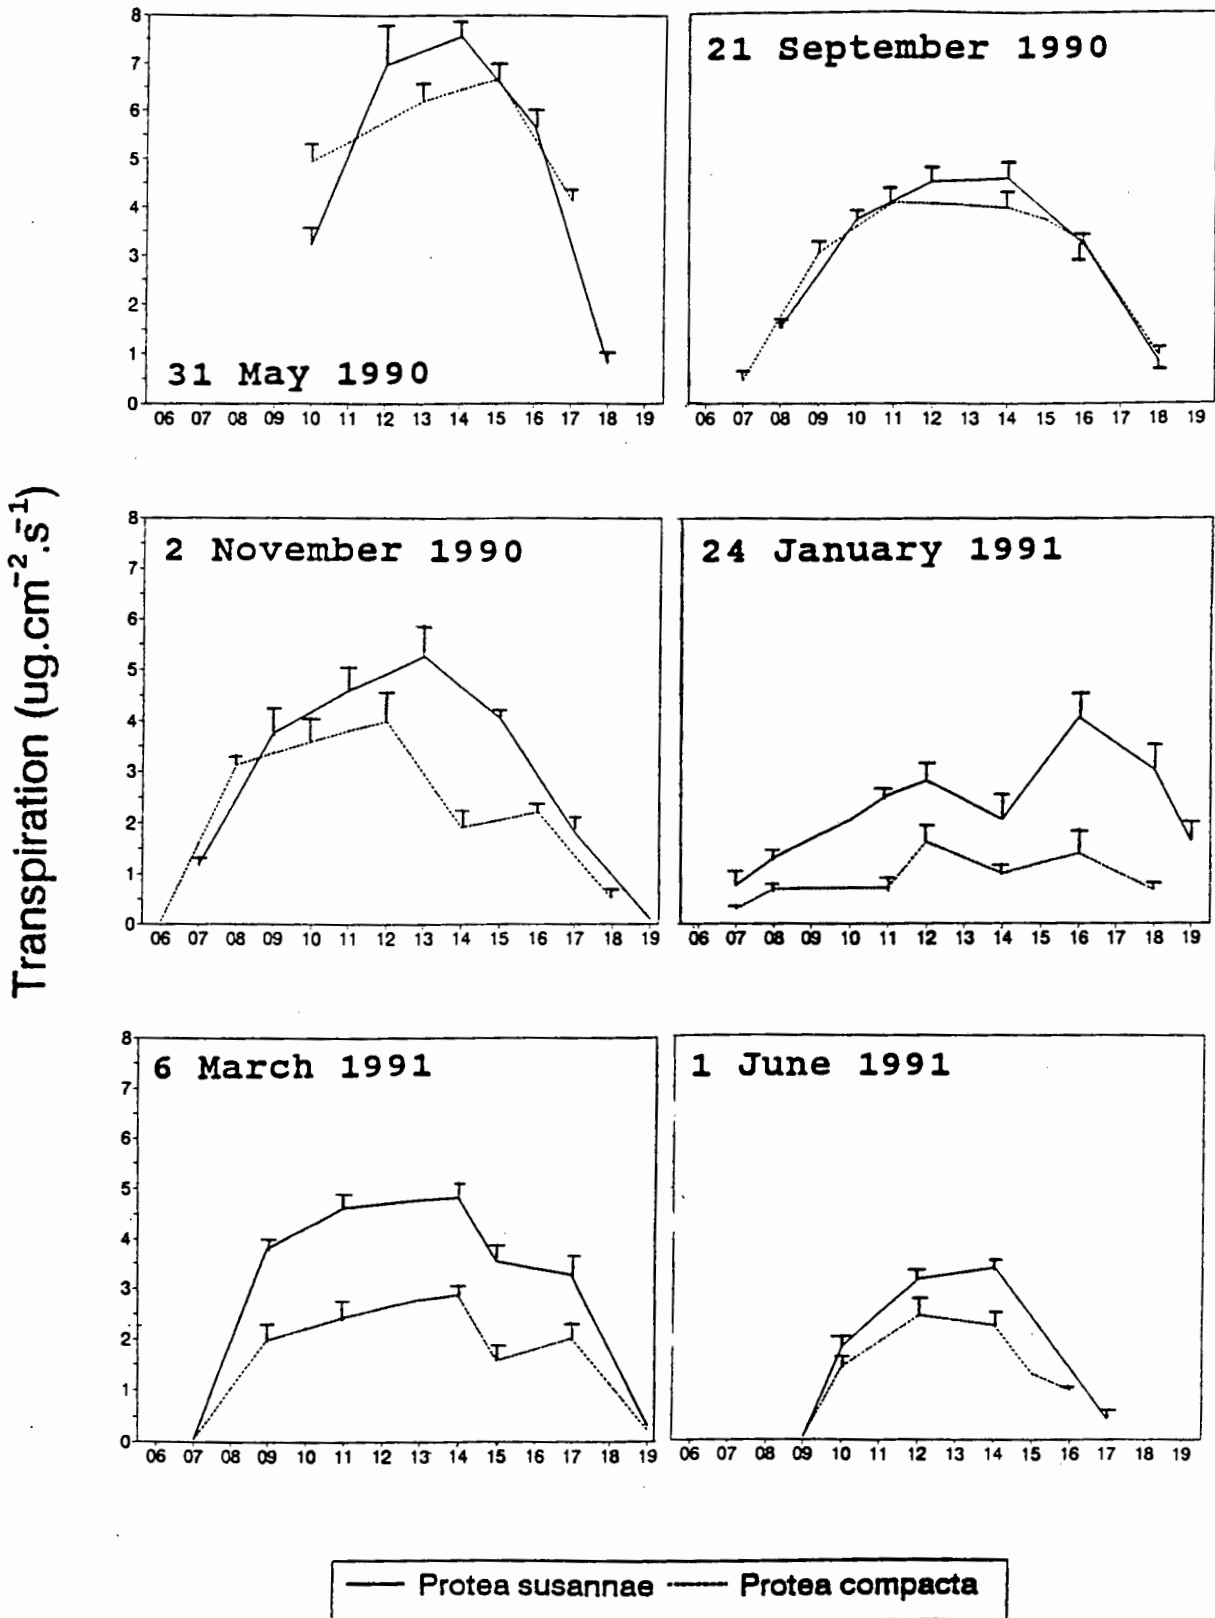 8
7
6
5
4
3
2
1
0
31 May 1990
06 07 08 09 10 11 12 13 14 15 16 17 18 19
21 September 1990
06 07 08 09 10 11 12 13 14 15 16 17 18 19
Transpiration (ug.cm⁻².s⁻¹)
8
7
6
5
4
3
2
1
0
2 November 1990
06 07 08 09 10 11 12 13 14 15 16 17 18 19
24 January 1991
06 07 08 09 10 11 12 13 14 15 16 17 18 19
8
7
6
5
4
3
2
1
0
6 March 1991
06 07 08 09 10 11 12 13 14 15 16 17 18 19
1 June 1991
06 07 08 09 10 11 12 13 14 15 16 17 18 19
Protea susannae Protea compacta